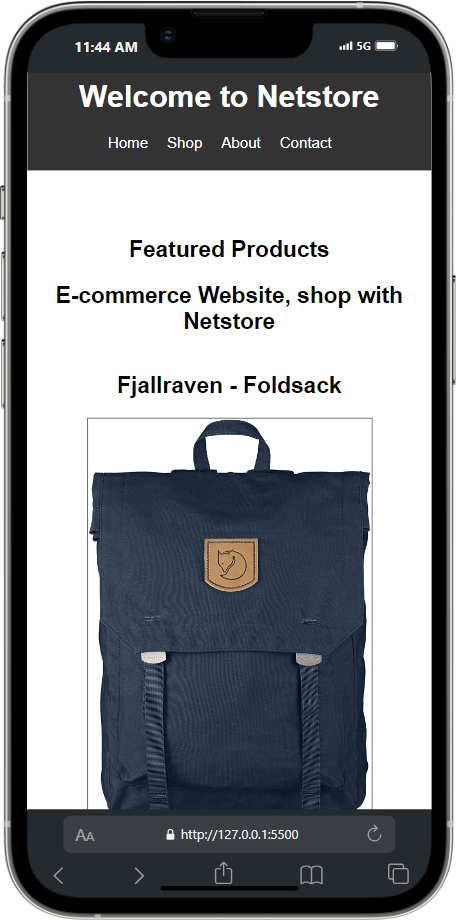 11:44 AM
5G
Welcome to Netstore
Home Shop About Contact
Featured Products
E-commerce Website, shop with
Netstore
Fjallraven - Foldsack
AA
http://127.0.0.1:5500